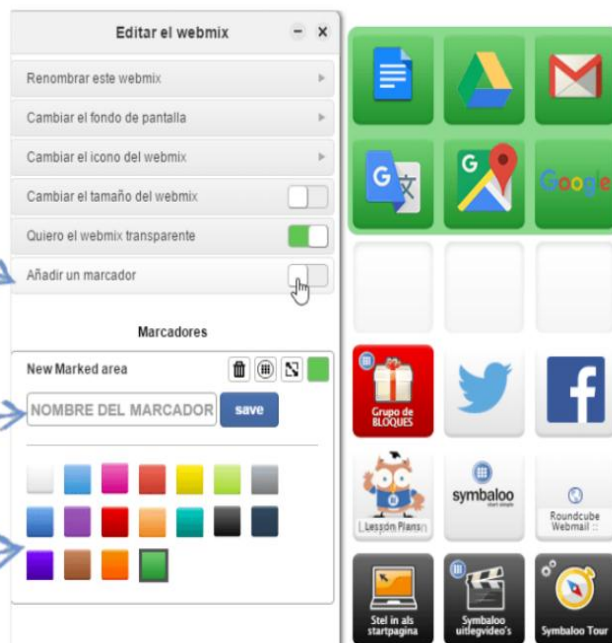 Editar el webmix
Renombrar este webmix
Cambiar el fondo de pantalla
Cambiar el icono del webmix
Cambiar el tamaño del webmix
Quiero el webmix transparente
Añadir un marcador
Marcadores
New Marked area
NOMBRE DEL MARCADOR save
G
G
Google
Grupo de
BLOQUES
Lesson Plans
symbaloo
start simple
Roundcube
Webmail ::
Stel in als
startpagina
Symbaloo
uitlegvideo's
Symbaloo Tour